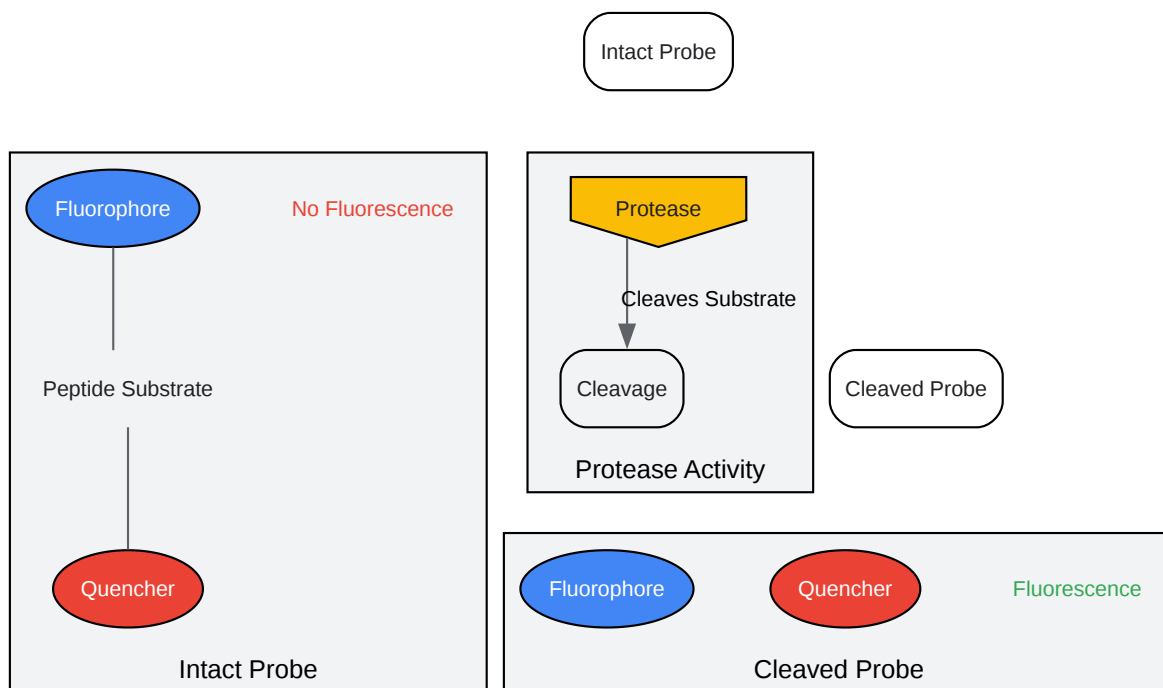 Intact Probe
Fluorophore
No Fluorescence
Peptide Substrate
Quencher
Intact Probe
Protease
Cleaves Substrate
Cleavage
Protease Activity
Cleaved Probe
Fluorophore
Quencher
Fluorescence
Cleaved Probe